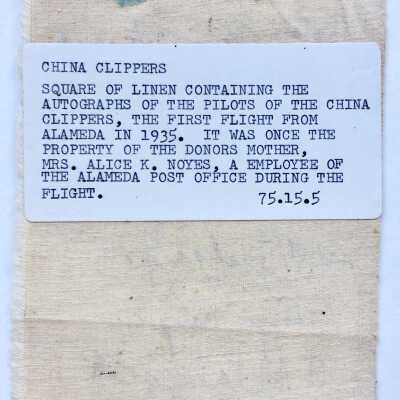 CHINA CLIPPERS
SQUARE OF LINEN CONTAINING THE
AUTOGRAPHS OF THE PILOTS OF THE CHINA
CLIPPERS, THE FIRST FLIGHT FROM
ALAMEDA IN 1935. IT WAS ONCE THE
PROPERTY OF THE DONORS MOTHER,
MRS. ALICE K. NOYES, A EMPLOYEE OF
THE ALAMEDA POST OFFICE DURING THE
FLIGHT. 75.15.5